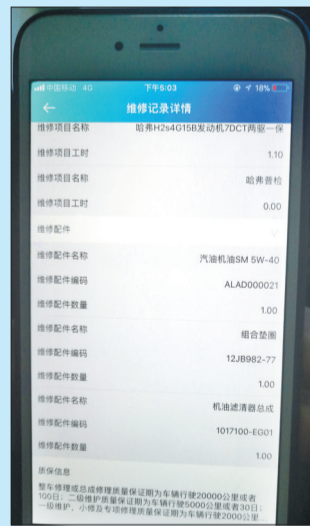 中国移动 4G 下午5:03 18%
维修记录详情
维修项目名称 哈弗H2s4G15B发动机7DCT两驱一保
维修项目工时 1.10
维修项目名称 哈弗普检
维修项目工时 0.00
维修配件
维修配件名称 汽油机油SM 5W-40
维修配件编码 ALAD000021
维修配件数量 1.00
维修配件名称 组合垫圈
维修配件编码 12JB982-77
维修配件数量 1.00
维修配件名称 机油滤清器总成
维修配件编码 1017100-EG01
维修配件数量 1.00
质保信息
整车修理或总成修理质量保证期为车辆行驶20000公里或者
100日；二级维护质量保证期为车辆行驶5000公里或者30日；
一级维护，小修及专项修理质量保证期为车辆行驶2000公里